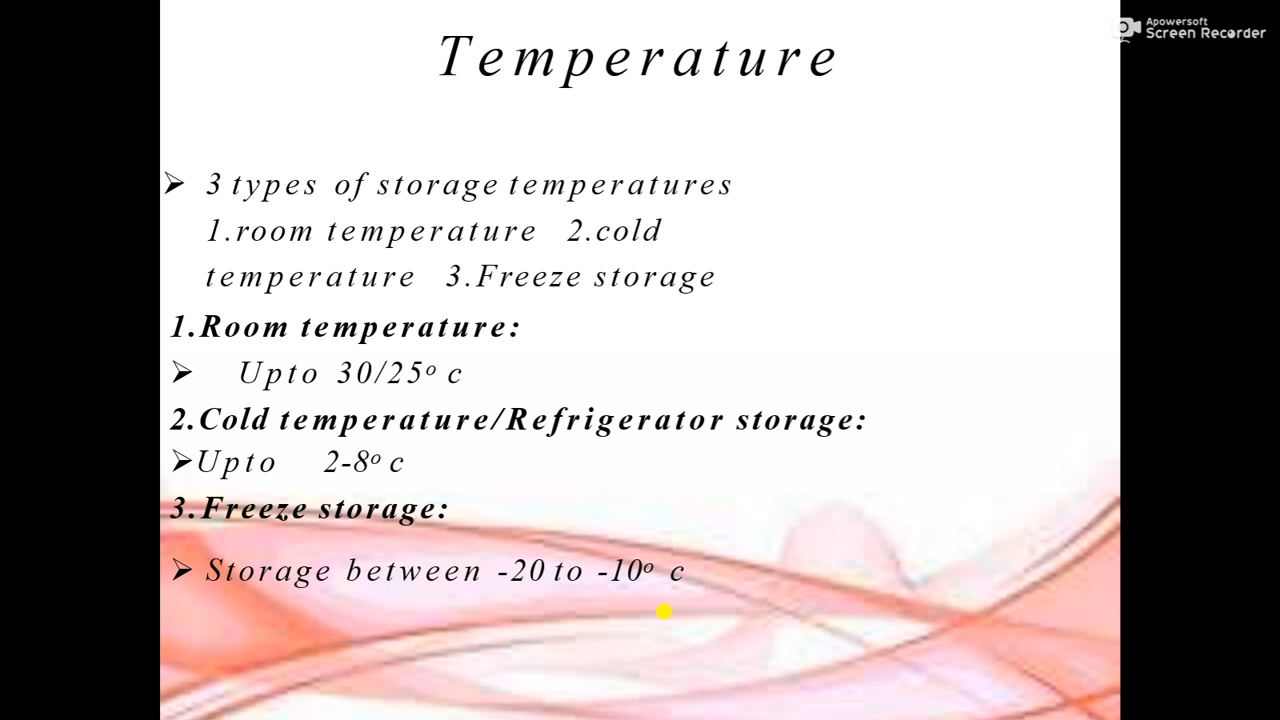 Temperature
Apowersoft
Screen Recorder
➢ 3 types of storage temperatures
1.room temperature 2.cold
temperature 3.Freeze storage
1.Room temperature:
➢ Upto 30/25º c
2.Cold temperature/Refrigerator storage:
➢Upto 2-8º c
3.Freeze storage:
➢ Storage between -20 to -10º c